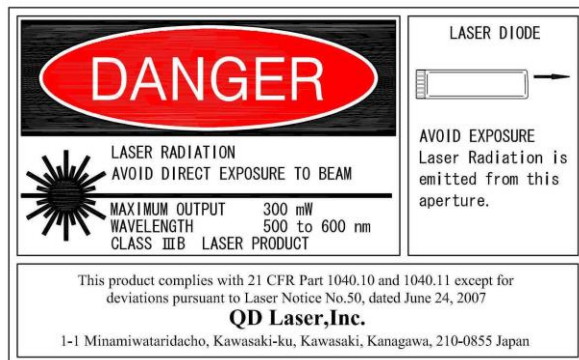 DANGER
LASER RADIATION
AVOID DIRECT EXPOSURE TO BEAM
MAXIMUM OUTPUT 300 mW
WAVELENGTH 500 to 600 nm
CLASS ⅢB LASER PRODUCT
LASER DIODE
AVOID EXPOSURE
Laser Radiation is
emitted from this
aperture.
This product complies with 21 CFR Part 1040.10 and 1040.11 except for
deviations pursuant to Laser Notice No.50, dated June 24, 2007
QD Laser,Inc.
1-1 Minamiwataridacho, Kawasaki-ku, Kawasaki, Kanagawa, 210-0855 Japan